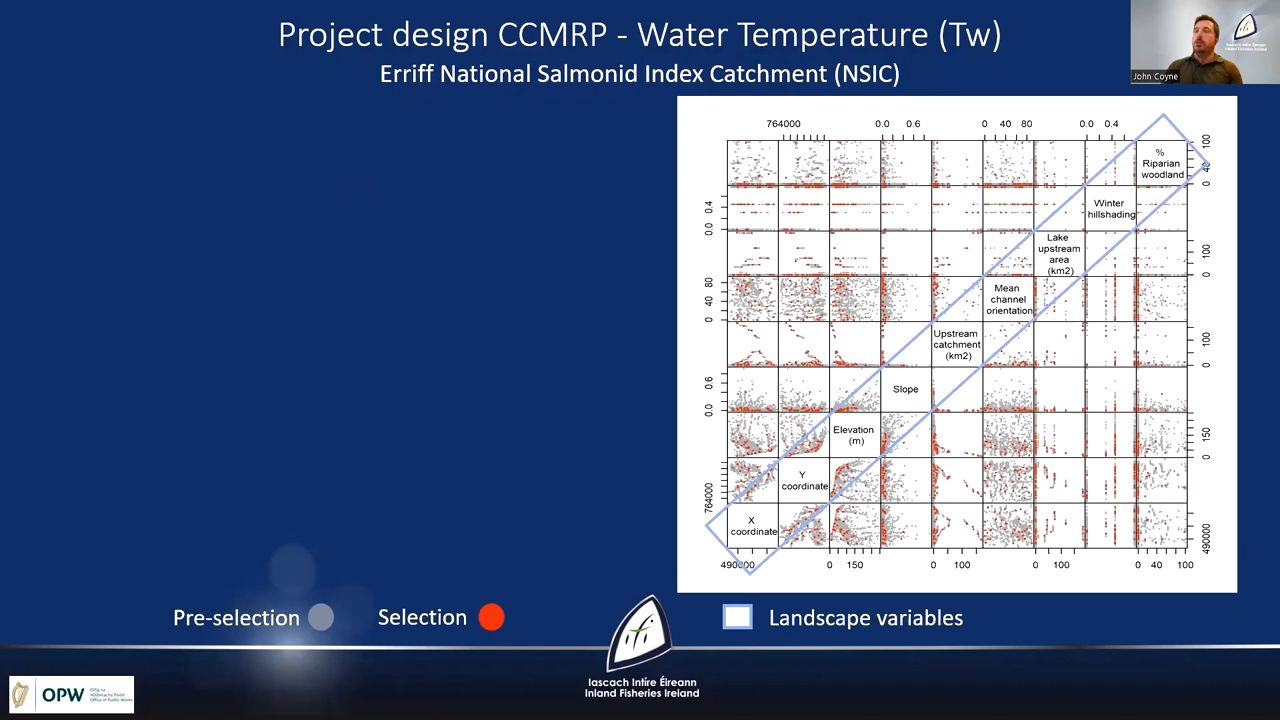 Project design CCMRP - Water Temperature (Tw)
Erriff National Salmonid Index Catchment (NSIC)
John Coyne
764000 0.0 0.6 0 40 80 0.0 0.4
%
Riparian
woodland
0 40 100
Winter
hillshading
0.0 0.4
Lake
upstream
area
(km2)
0 100
Mean
channel
orientation
0 40 80
Upstream
catchment
(km2)
0 100
Slope
0.0 0.6
Elevation
(m)
0 150
Y
coordinate
764000
X
coordinate
490000
490000 0 150 0 100 0 100 0 40 100
Pre-selection
Selection
Landscape variables
Iascach Intíre Éireann
Inland Fisheries Ireland
OPW
Oifig na
nOibreacha Poiblí
Office of Public Works